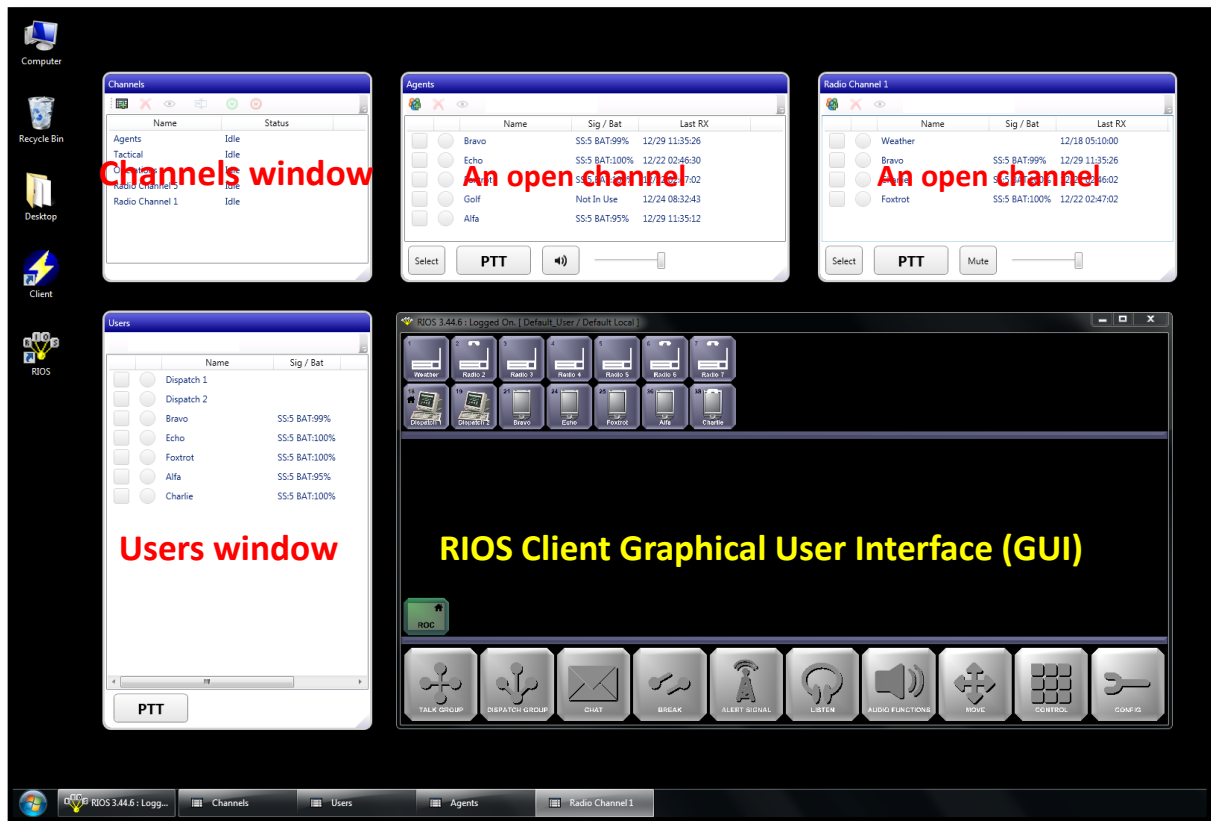 Computer
Recycle Bin
Desktop
Client
RIOS
Channels
Name Status
Agents Idle
Tactical Idle
Radio Channel 5 Idle
Radio Channel 1 Idle
Channels window
Agents
Name Sig / Bat Last RX
Bravo SS:5 BAT:99% 12/29 11:35:26
Echo SS:5 BAT:100% 12/22 02:46:30
Golf Not In Use 12/24 08:32:43
Alfa SS:5 BAT:95% 12/29 11:35:12
An open channel
Select PTT
Radio Channel 1
Name Sig / Bat Last RX
Weather 12/18 05:10:00
Bravo SS:5 BAT:99% 12/29 11:35:26
Foxtrot SS:5 BAT:100% 12/22 02:47:02
An open channel
Select PTT Mute
Users
Name Sig / Bat
Dispatch 1
Dispatch 2
Bravo SS:5 BAT:99%
Echo SS:5 BAT:100%
Foxtrot SS:5 BAT:100%
Alfa SS:5 BAT:95%
Charlie SS:5 BAT:100%
Users window
PTT
RIOS 3.44.6 : Logged On. [ Default_User / Default Local ]
1 2 3 4 5 6 7
Weather Radio 2 Radio 3 Radio 4 Radio 5 Radio 6 Radio 7
Dispatch 1 Dispatch 2 Bravo Echo Foxtrot Alfa Charlie
RIOS Client Graphical User Interface (GUI)
ROC
TALK GROUP DISPATCH GROUP CHAT BREAK ALERT SIGNAL LISTEN AUDIO FUNCTIONS MOVE CONTROL CONFIG
RIOS 3.44.6 : Logg... Channels Users Agents Radio Channel 1